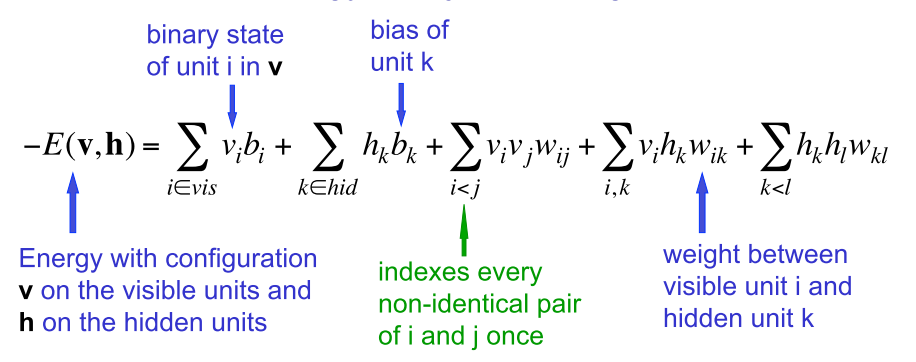 binary state
of unit i in v
bias of
unit k
−E(v,h) = ∑ i∈vis v_i b_i + ∑ k∈hid h_k b_k + ∑ i<j v_i v_j w_ij + ∑ i,k v_i h_k w_ik + ∑ k<l h_k h_l w_kl
Energy with configuration
v on the visible units and
h on the hidden units
indexes every
non-identical pair
of i and j once
weight between
visible unit i and
hidden unit k